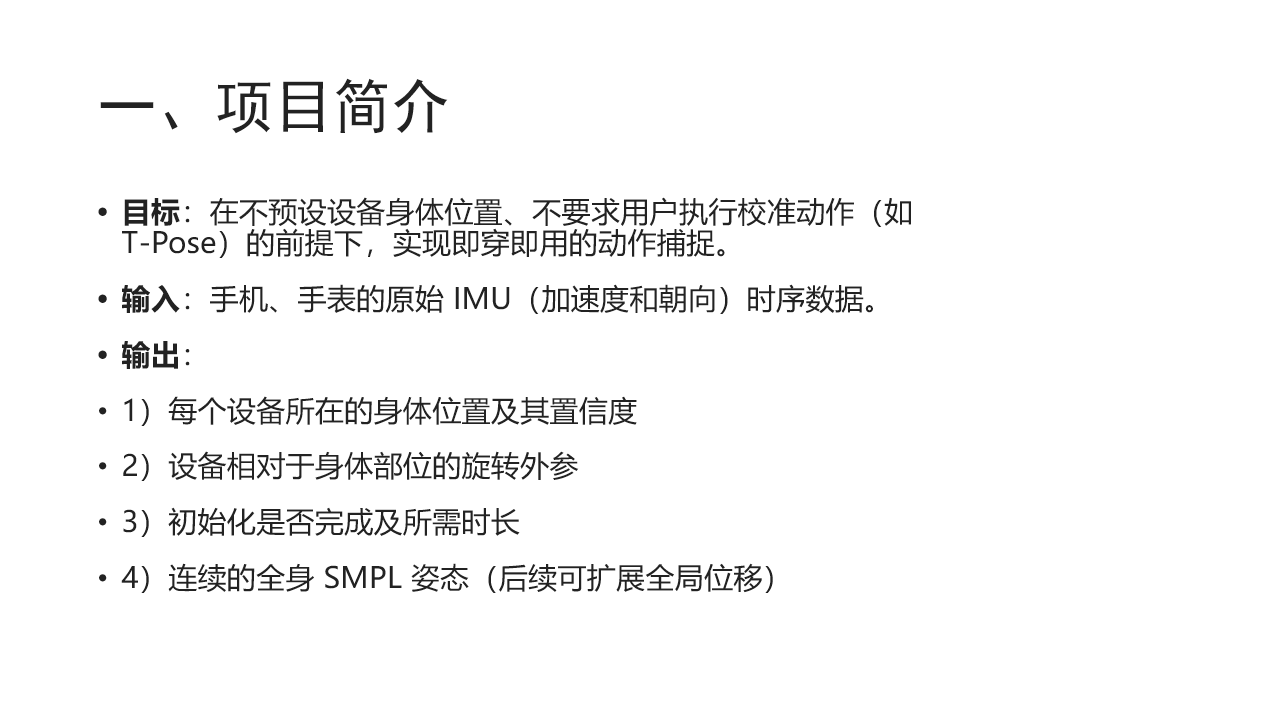 一、项目简介
• 目标：在不预设设备身体位置、不要求用户执行校准动作（如
T-Pose）的前提下，实现即穿即用的动作捕捉。
• 输入：手机、手表的原始 IMU（加速度和朝向）时序数据。
• 输出：
• 1）每个设备所在的身体位置及其置信度
• 2）设备相对于身体部位的旋转外参
• 3）初始化是否完成及所需时长
• 4）连续的全身 SMPL 姿态（后续可扩展全局位移）